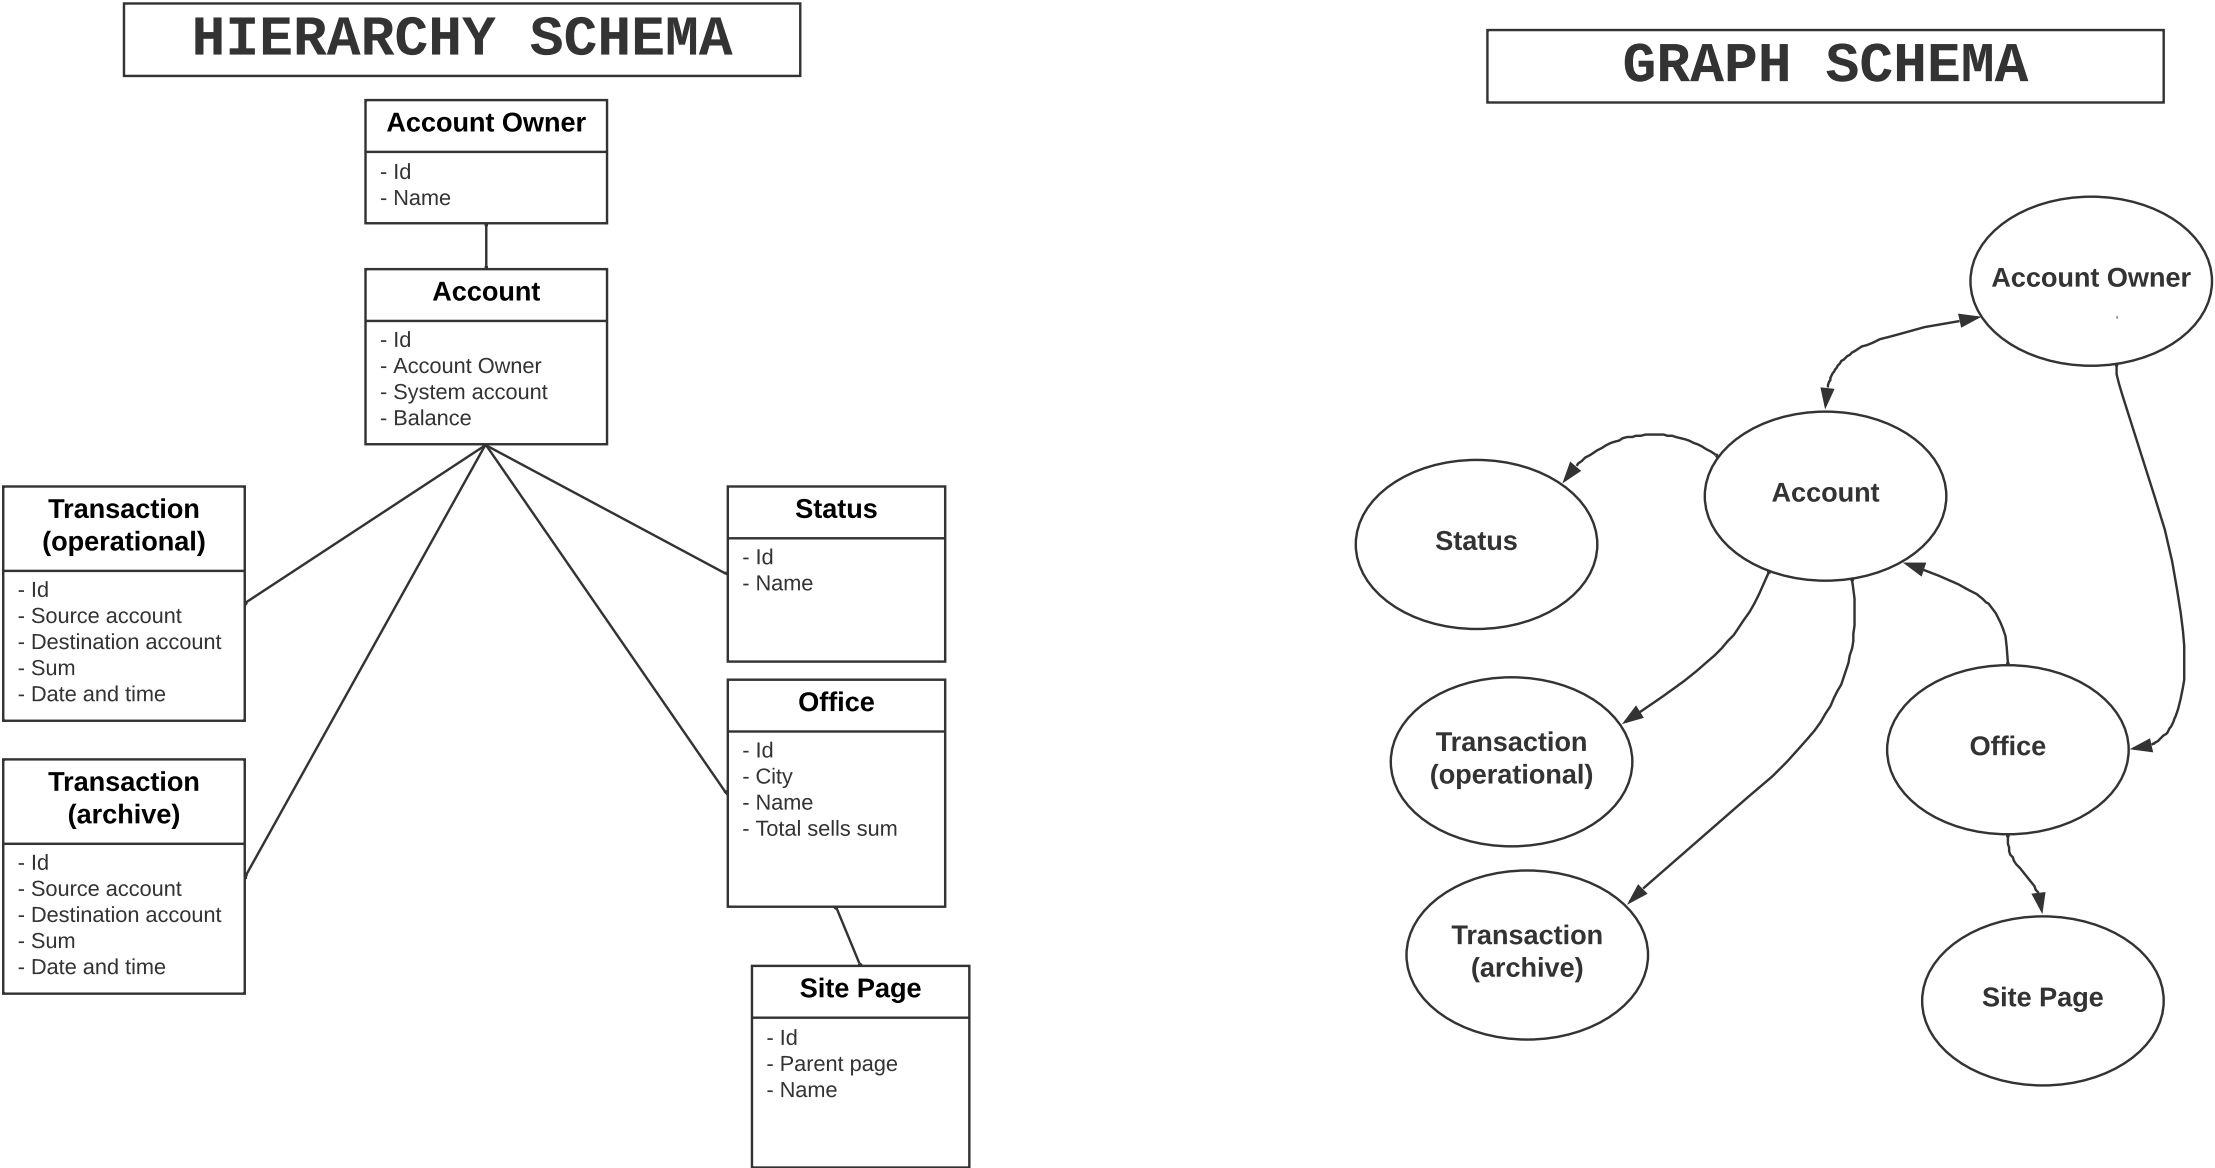 HIERARCHY SCHEMA
Account Owner
- Id
- Name
Account
- Id
- Account Owner
- System account
- Balance
Transaction
(operational)
- Id
- Source account
- Destination account
- Sum
- Date and time
Transaction
(archive)
- Id
- Source account
- Destination account
- Sum
- Date and time
Status
- Id
- Name
Office
- Id
- City
- Name
- Total sells sum
Site Page
- Id
- Parent page
- Name
GRAPH SCHEMA
Account Owner
Account
Status
Transaction
(operational)
Office
Transaction
(archive)
Site Page